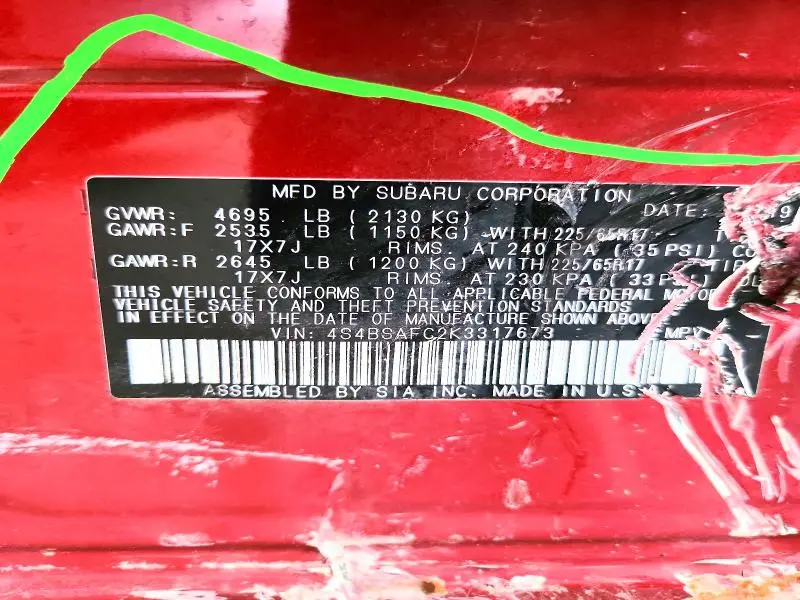 MFD BY SUBARU CORPORATION
GVWR: 4695 LB ( 2130 KG) DATE:
GAWR:F 2535 LB ( 1150 KG) WITH 225/65R17
17X7J RIMS, AT 240 KPA ( 35 PSI)
GAWR:R 2645 LB ( 1200 KG) WITH 225/65R17
17X7J RIMS, AT 230 KPA ( 33 PSI)
THIS VEHICLE CONFORMS TO ALL APPLICABLE FEDERAL MOTOR
VEHICLE SAFETY AND THEFT PREVENTION STANDARDS
IN EFFECT ON THE DATE OF MANUFACTURE SHOWN ABOVE
VIN: 4S4BSAFC2K3317673 MPV
ASSEMBLED BY SIA INC. MADE IN U.S.A.